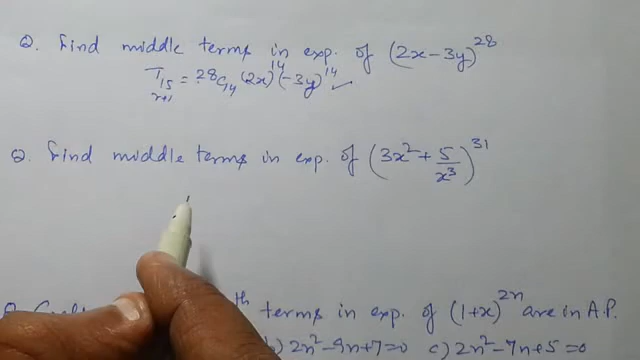 Q. Find middle terms in exp. of (2x-3y)^28
T_15 = 28C_14 (2x)^14 (-3y)^14 ✓
r+1
Q. Find middle terms in exp. of (3x^2 + 5/x^3)^31
th terms in exp. of (1+x)^2n are in A.P.
2n^2-9n+7=0 c) 2n^2-7n+5=0